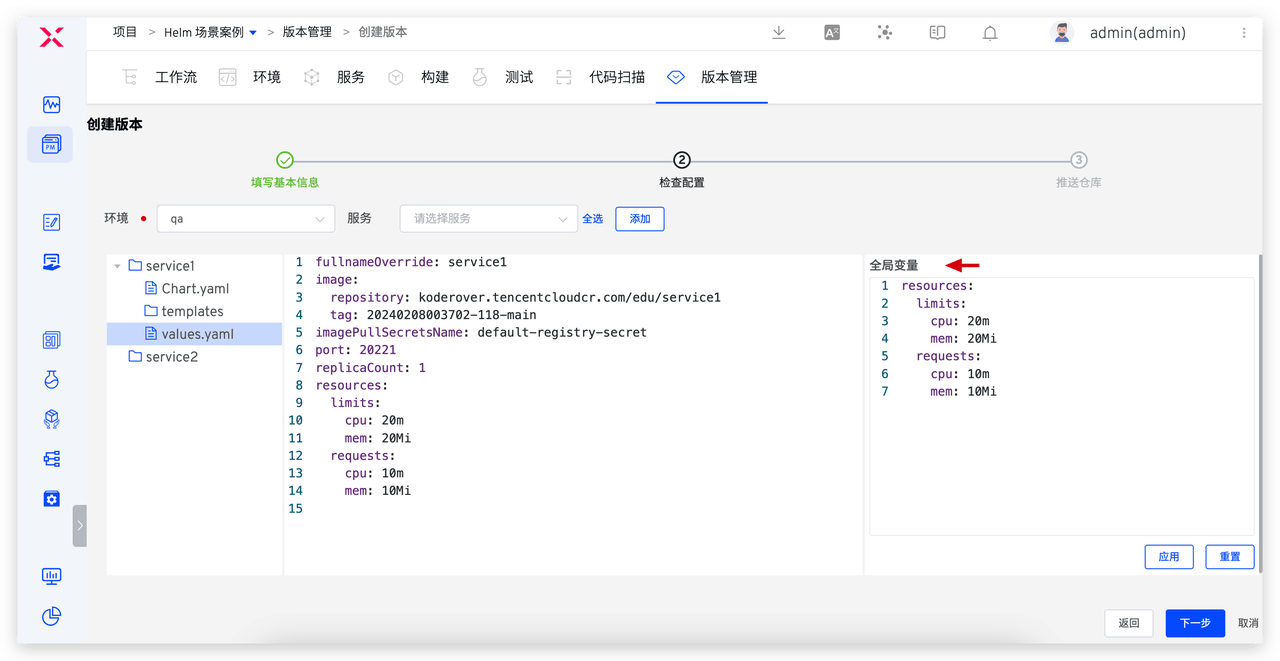 项目 > Helm 场景案例 > 版本管理 > 创建版本
A
admin(admin)
工作流 环境 服务 构建 测试 代码扫描 版本管理
PM
创建版本
2 3
填写基本信息 检查配置 推送仓库
环境 qa 服务 请选择服务 全选 添加
service1
Chart.yaml
templates
values.yaml
service2
1 fullnameOverride: service1
2 image:
3 repository: koderover.tencentcloudcr.com/edu/service1
4 tag: 20240208003702-118-main
5 imagePullSecretsName: default-registry-secret
6 port: 20221
7 replicaCount: 1
8 resources:
9 limits:
10 cpu: 20m
11 mem: 20Mi
12 requests:
13 cpu: 10m
14 mem: 10Mi
15
全局变量
1 resources:
2 limits:
3 cpu: 20m
4 mem: 20Mi
5 requests:
6 cpu: 10m
7 mem: 10Mi
应用 重置
返回 下一步 取消